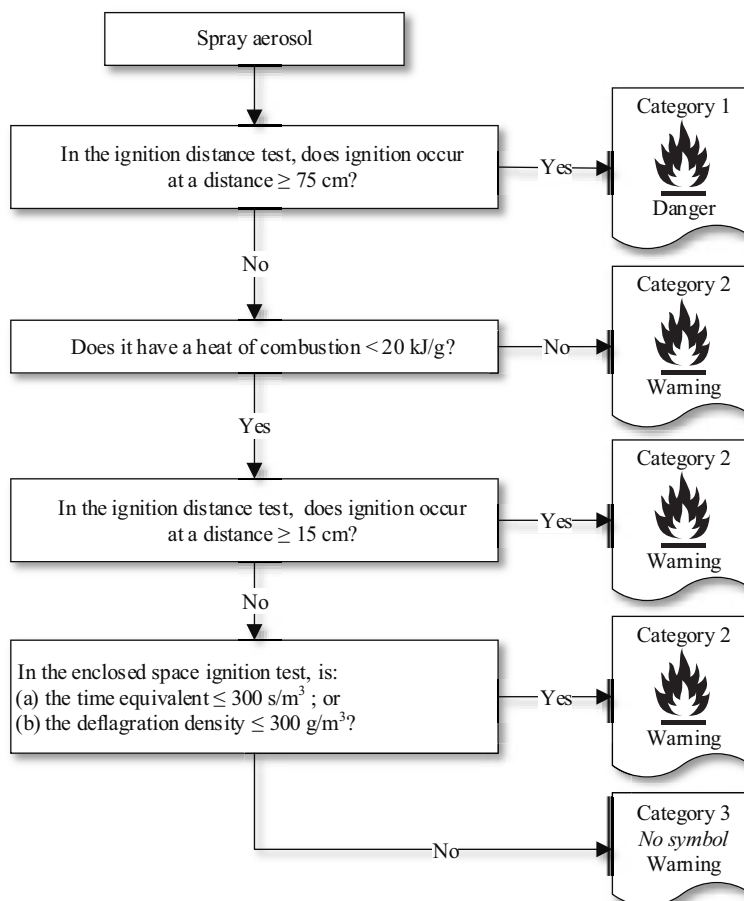 Spray aerosol
In the ignition distance test, does ignition occur
at a distance ≥ 75 cm?
Yes
Category 1
Danger
No
Does it have a heat of combustion < 20 kJ/g?
No
Category 2
Warning
Yes
In the ignition distance test, does ignition occur
at a distance ≥ 15 cm?
Yes
Category 2
Warning
No
In the enclosed space ignition test, is:
(a) the time equivalent ≤ 300 s/m³ ; or
(b) the deflagration density ≤ 300 g/m³?
Yes
Category 2
Warning
No
Category 3
No symbol
Warning